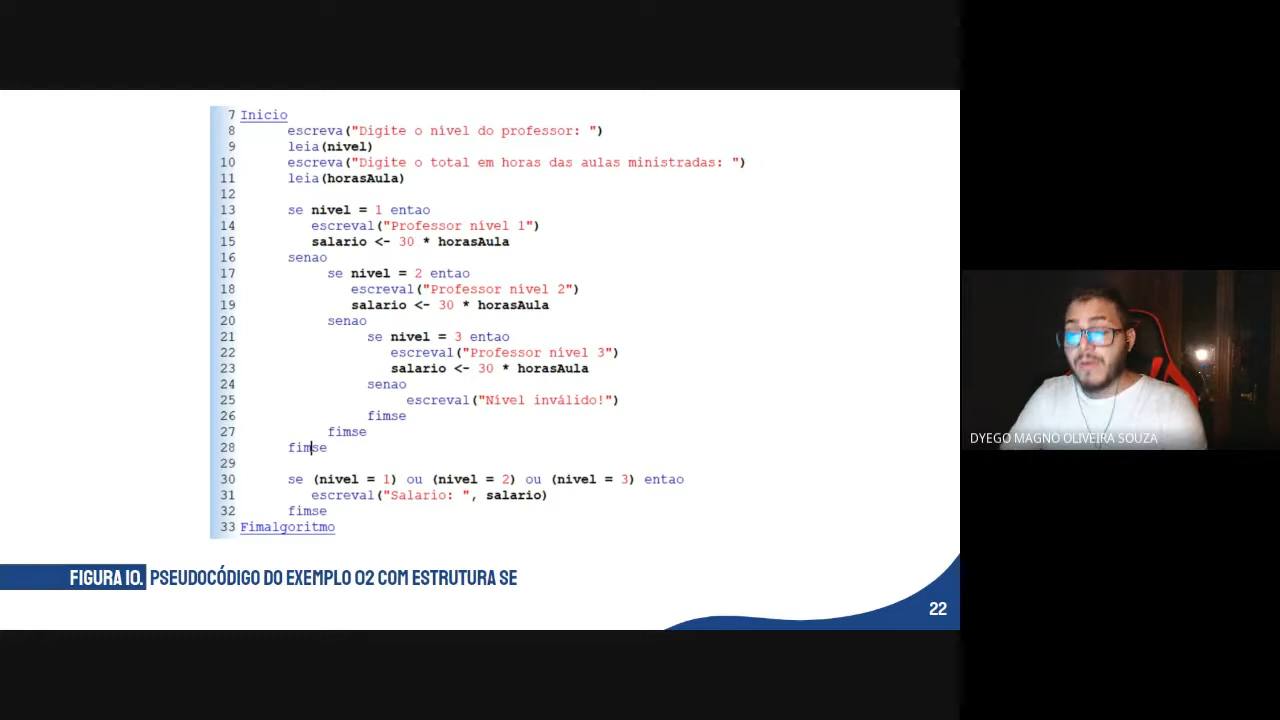 7 Inicio
8 escreva("Digite o nível do professor: ")
9 leia(nivel)
10 escreva("Digite o total em horas das aulas ministradas: ")
11 leia(horasAula)
12
13 se nivel = 1 entao
14 escreval("Professor nível 1")
15 salario <- 30 * horasAula
16 senao
17 se nivel = 2 entao
18 escreval("Professor nível 2")
19 salario <- 30 * horasAula
20 senao
21 se nivel = 3 entao
22 escreval("Professor nível 3")
23 salario <- 30 * horasAula
24 senao
25 escreval("Nível inválido!")
26 fimse
27 fimse
28 fimse
29
30 se (nivel = 1) ou (nivel = 2) ou (nivel = 3) entao
31 escreval("Salario: ", salario)
32 fimse
33 Fimalgoritmo
FIGURA 10. PSEUDOCÓDIGO DO EXEMPLO 02 COM ESTRUTURA SE
22
DYEGO MAGNO OLIVEIRA SOUZA